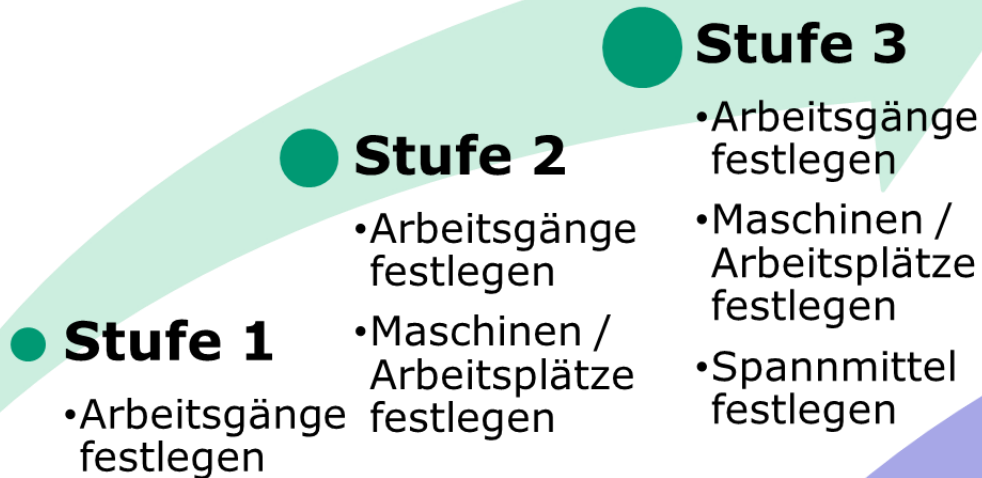 Stufe 1
•Arbeitsgänge
festlegen
Stufe 2
•Arbeitsgänge
festlegen
•Maschinen /
Arbeitsplätze
festlegen
Stufe 3
•Arbeitsgänge
festlegen
•Maschinen /
Arbeitsplätze
festlegen
•Spannmittel
festlegen